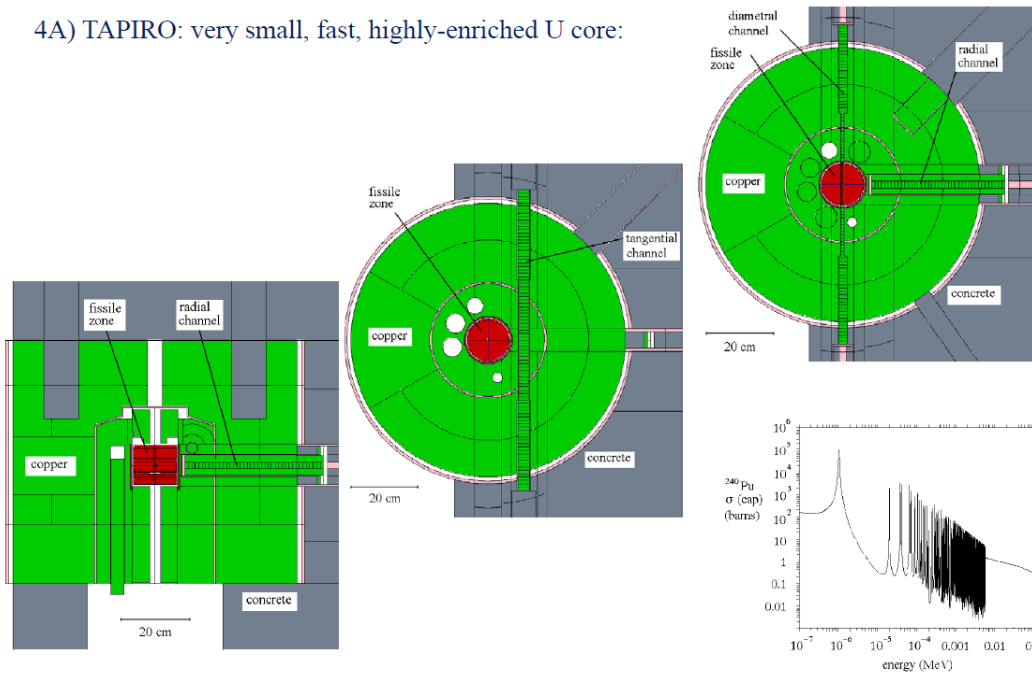 4A) TAPIRO: very small, fast, highly-enriched U core:
fissile
zone
radial
channel
copper
concrete
20 cm
fissile
zone
tangential
channel
copper
concrete
20 cm
diametral
channel
fissile
zone
radial
channel
copper
concrete
20 cm
10⁶
10⁵
10⁴
10³
10²
10
1
0.1
0.01
²⁴⁰Pu
σ (cap)
(barns)
10⁻⁷ 10⁻⁶ 10⁻⁵ 10⁻⁴ 0.001 0.01
energy (MeV)